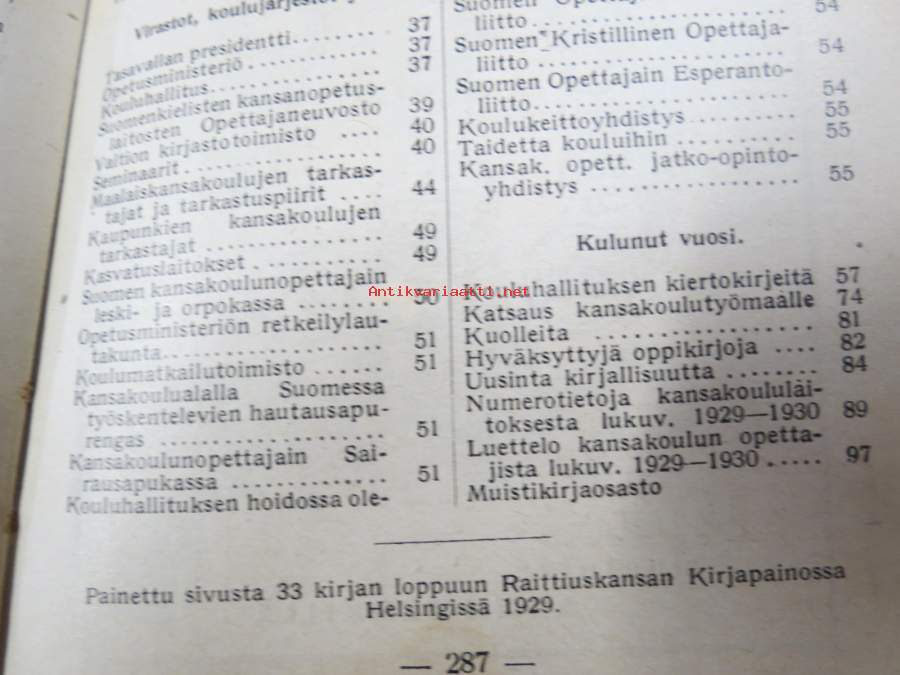 Virastot, koulujärjestöt
Tasavallan presidentti........ 37
Opetusministeriö ............ 37
Kouluhallitus................ 37
Suomenkielisten kansanopetus-
laitosten Opettajaneuvosto 39
Valtion kirjastotoimisto .... 40
Seminaarit................. 40
Maalaiskansakoulujen tarkas-
tajat ja tarkastuspiirit .... 44
Kaupunkien kansakoulujen
tarkastajat ................ 49
Kasvatuslaitokset ........... 49
Suomen kansakoulunopettajain
leski- ja orpokassa ........ 50
Opetusministeriön retkeilylau-
takunta.................... 51
Koulumatkailutoimisto ...... 51
Kansakoulualalla Suomessa
työskentelevien hautausapu-
rengas .................... 51
Kansakoulunopettajain Sai-
rausapukassa .............. 51
Kouluhallituksen hoidossa ole-
Suomen
liitto..................... 54
Suomen Kristillinen Opettaja-
liitto ..................... 54
Suomen Opettajain Esperanto-
liitto...................... 54
Koulukeittoyhdistys.......... 55
Taidetta kouluihin ........... 55
Kansak. opett. jatko-opinto-
yhdistys ................... 55
Kulunut vuosi.
Kouluhallituksen kiertokirjeitä 57
Katsaus kansakoulutyömaalle 74
Kuolleita .................. 81
Hyväksyttyjä oppikirjoja .... 82
Uusinta kirjallisuutta ........ 84
Numerotietoja kansakoululai-
toksesta lukuv. 1929—1930 89
Luettelo kansakoulun opetta-
jista lukuv. 1929—1930 ..... 97
Muistikirjaosasto
Antikvariaatti.net
Painettu sivusta 33 kirjan loppuun Raittiuskansan Kirjapainossa
Helsingissä 1929.
— 287 —